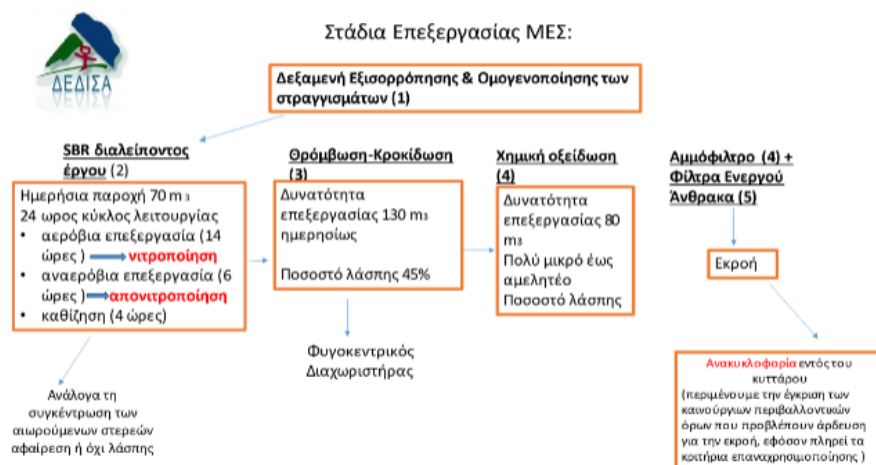 Στάδια Επεξεργασίας ΜΕΣ:
ΔΕΔΙΣΑ
Δεξαμενή Εξισορρόπησης & Ομογενοποίησης των
στραγγισμάτων (1)
SBR διαλείποντος
έργου (2)
Ημερήσια παροχή 70 m3
24 ωρος κύκλος λειτουργίας
• αερόβια επεξεργασία (14
ώρες ) νιτροποίηση
• αναερόβια επεξεργασία (6
ώρες ) απονιτροποίηση
• καθίζηση (4 ώρες)
Ανάλογα τη
συγκέντρωση των
αιωρούμενων στερεών
αφαίρεση ή όχι λάσπης
Θρόμβωση-Κροκίδωση
(3)
Δυνατότητα
επεξεργασίας 130 m3
ημερησίως
Ποσοστό λάσπης 45%
Φυγοκεντρικός
Διαχωριστήρας
Χημική οξείδωση
(4)
Δυνατότητα
επεξεργασίας 80
m3
Πολύ μικρό έως
αμελητέο
Ποσοστό λάσπης
Αμμόφιλτρο (4) +
Φίλτρα Ενεργού
Άνθρακα (5)
Εκροή
Ανακυκλοφορία εντός του
κυττάρου
(περιμένουμε την έγκριση των
καινούργιων περιβαλλοντικών
όρων που προβλέπουν άρδευση
για την εκροή, εφόσον πληρεί τα
κριτήρια επαναχρησιμοποίησης )